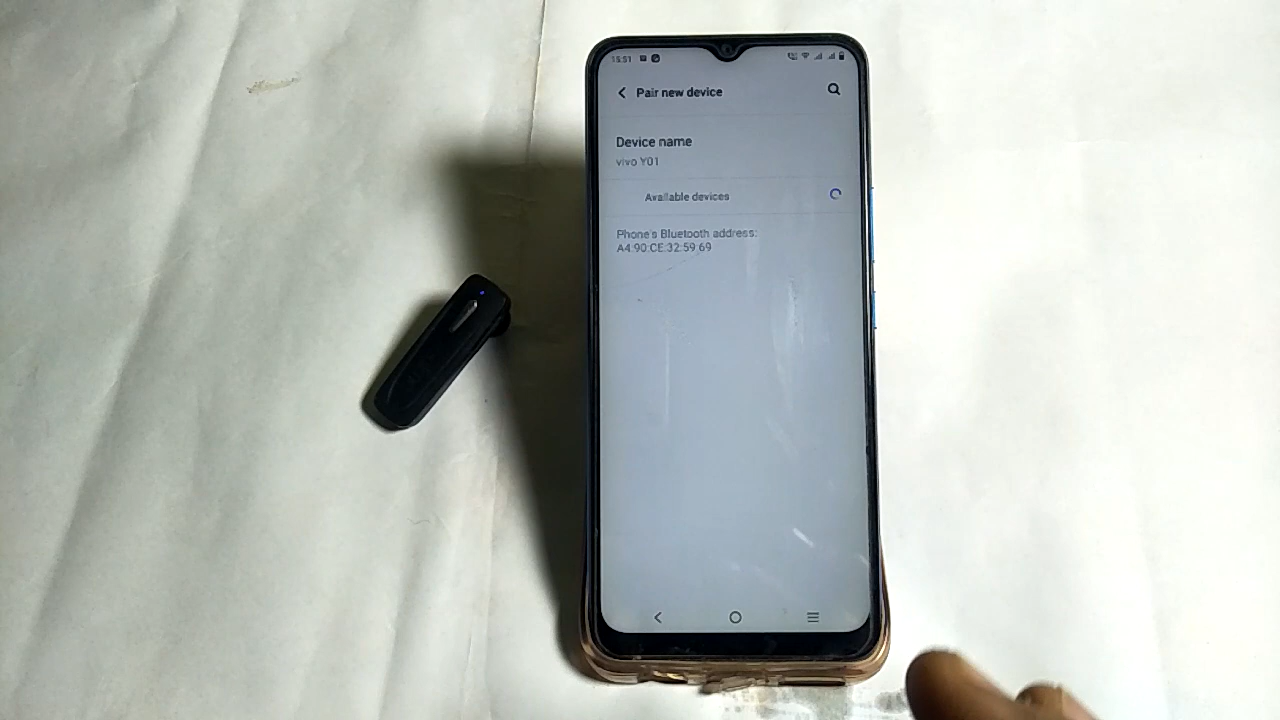 15:51
Pair new device
Device name
vivo Y01
Available devices
Phone's Bluetooth address:
A4:90:CE:32:59:69